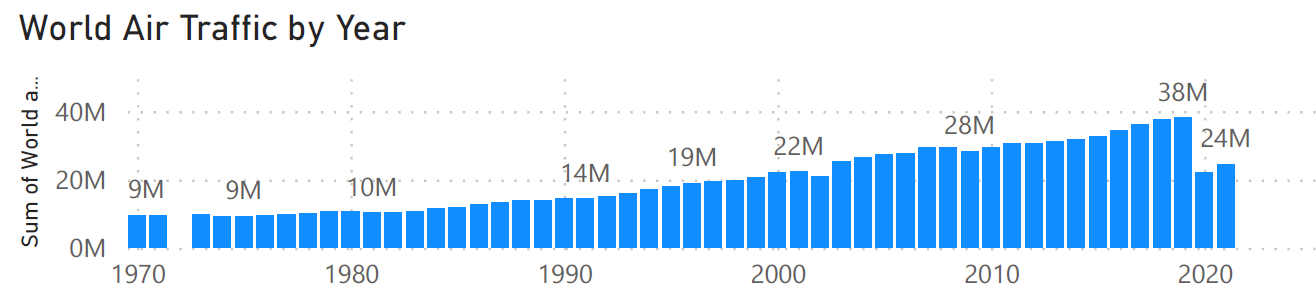 World Air Traffic by Year
Sum of World a...
40M
20M
0M
9M
9M
10M
14M
19M
22M
28M
38M
24M
1970
1980
1990
2000
2010
2020